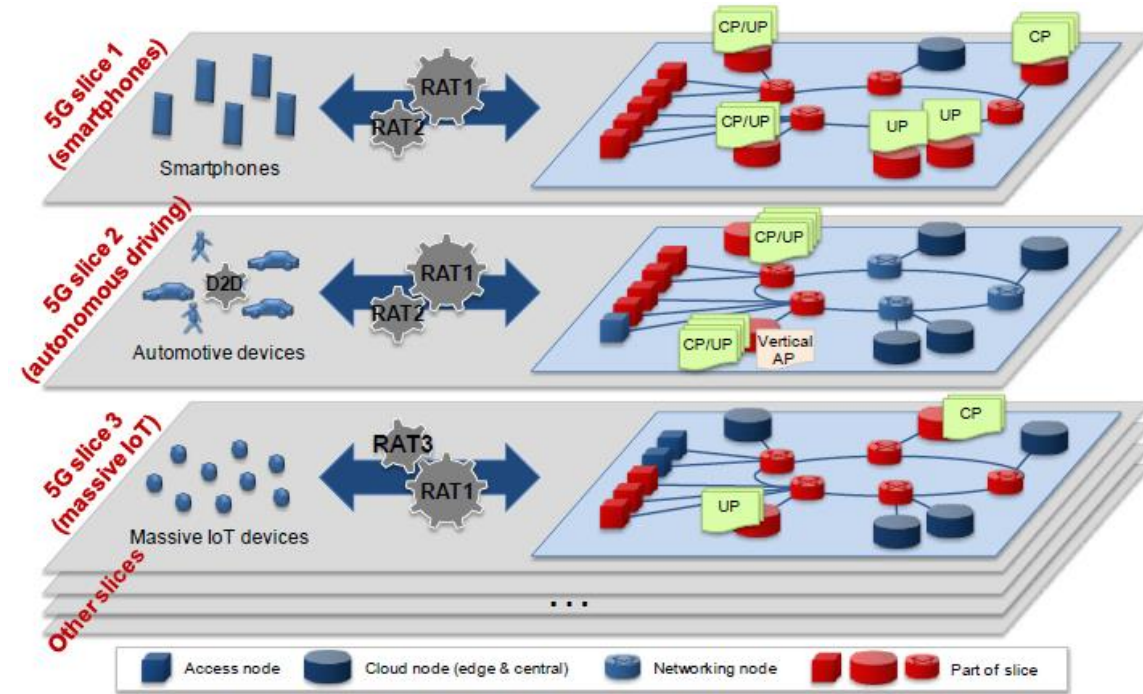 5G slice 1
(smartphones)
Smartphones
RAT1
RAT2
CP/UP
CP/UP
UP
UP
CP
5G slice 2
(autonomous driving)
D2D
Automotive devices
RAT1
RAT2
CP/UP
CP/UP
Vertical
AP
5G slice 3
(massive IoT)
Massive IoT devices
RAT3
RAT1
UP
CP
Other slices
...
Access node
Cloud node (edge & central)
Networking node
Part of slice